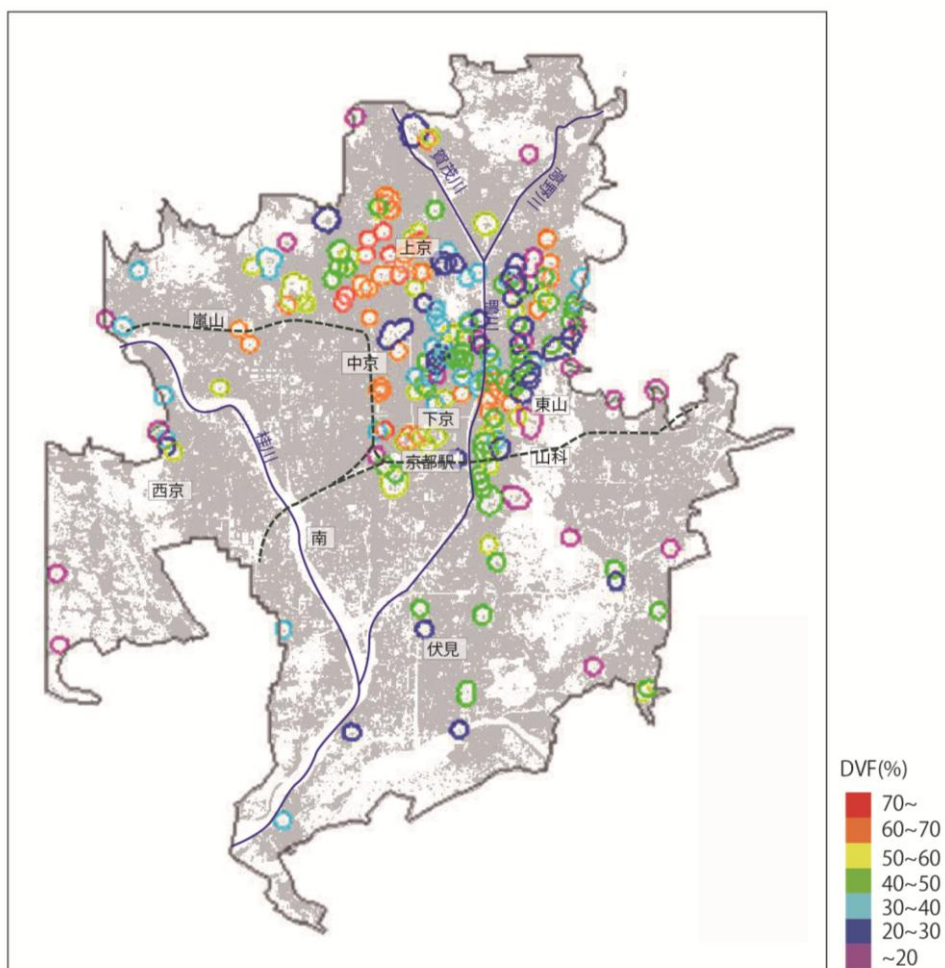 賀茂川
高野川
上京
鴨川
嵐山
中京
下京
東山
桂川
京都駅
山科
西京
南
伏見
DVF(%)
70~
60~70
50~60
40~50
30~40
20~30
~20